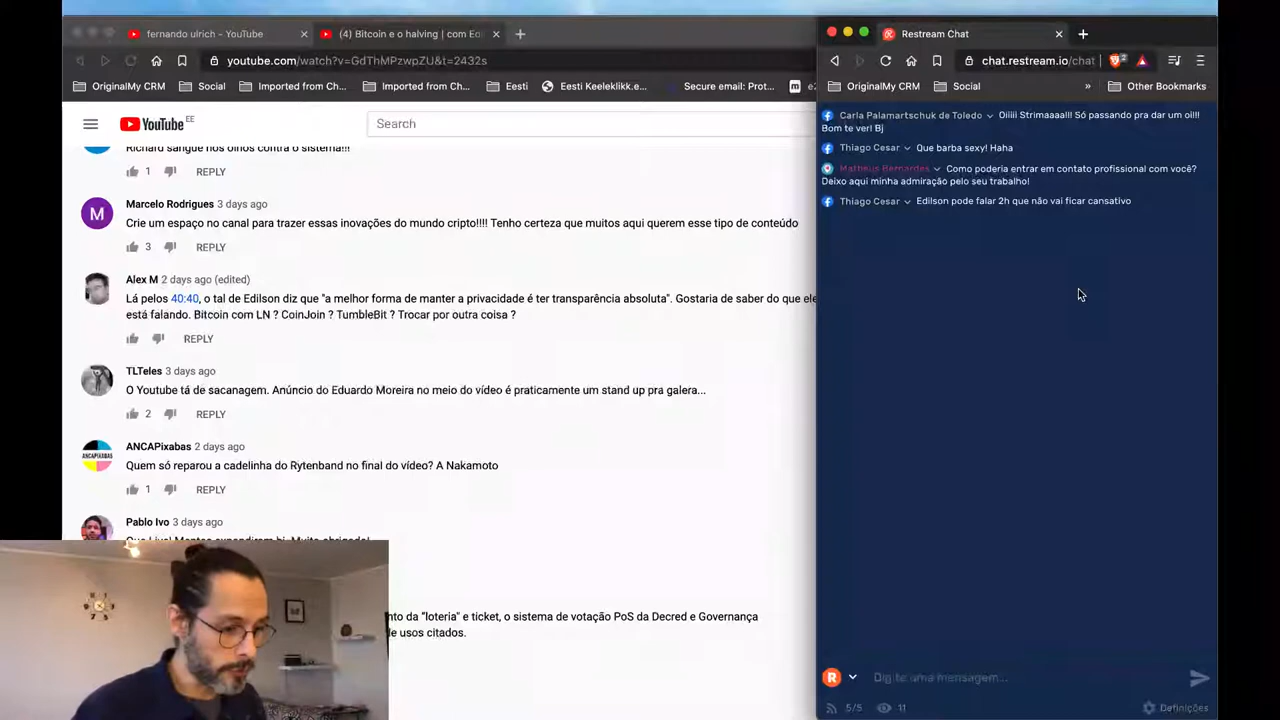 fernando ulrich - YouTube
(4) Bitcoin e o halving | com Ed
Restream Chat
youtube.com/watch?v=GdThMPzwpZU&t=2432s
chat.restream.io/chat
2
OriginalMy CRM
Social
Imported from Ch...
Imported from Ch...
Eesti
Eesti Keeleklikk.e...
Secure email: Prot...
OriginalMy CRM
Social
»
Other Bookmarks
YouTube EE
Search
Richard sangue nos olhos contra o sistema!!!
1 REPLY
M
Marcelo Rodrigues 3 days ago
Crie um espaço no canal para trazer essas inovações do mundo cripto!!!! Tenho certeza que muitos aqui querem esse tipo de conteúdo
3 REPLY
Alex M 2 days ago (edited)
Lá pelos 40:40, o tal de Edilson diz que "a melhor forma de manter a privacidade é ter transparência absoluta". Gostaria de saber do que ele
está falando. Bitcoin com LN ? CoinJoin ? TumbleBit ? Trocar por outra coisa ?
REPLY
TLTeles 3 days ago
O Youtube tá de sacanagem. Anúncio do Eduardo Moreira no meio do vídeo é praticamente um stand up pra galera...
2 REPLY
ANCAPixabas 2 days ago
Quem só reparou a cadelinha do Rytenband no final do vídeo? A Nakamoto
1 REPLY
Pablo Ivo 3 days ago
"loteria" e ticket, o sistema de votação PoS da Decred e Governança
de usos citados.
Carla Palamartschuk de Toledo Oiiiii Strimaaaa!!! Só passando pra dar um oi!!!
Bom te ver! Bj
Thiago Cesar Que barba sexy! Haha
Matheus Bernardes Como poderia entrar em contato profissional com você?
Deixo aqui minha admiração pelo seu trabalho!
Thiago Cesar Edilson pode falar 2h que não vai ficar cansativo
Digite uma mensagem...
5/5 11 Definições